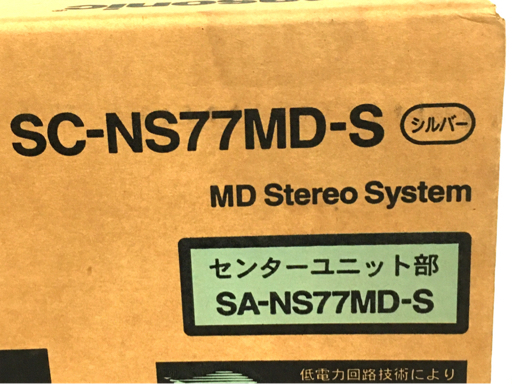 Panasonic
SC-NS77MD-S シルバー
MD Stereo System
センターユニット部
SA-NS77MD-S
低電力回路技術により